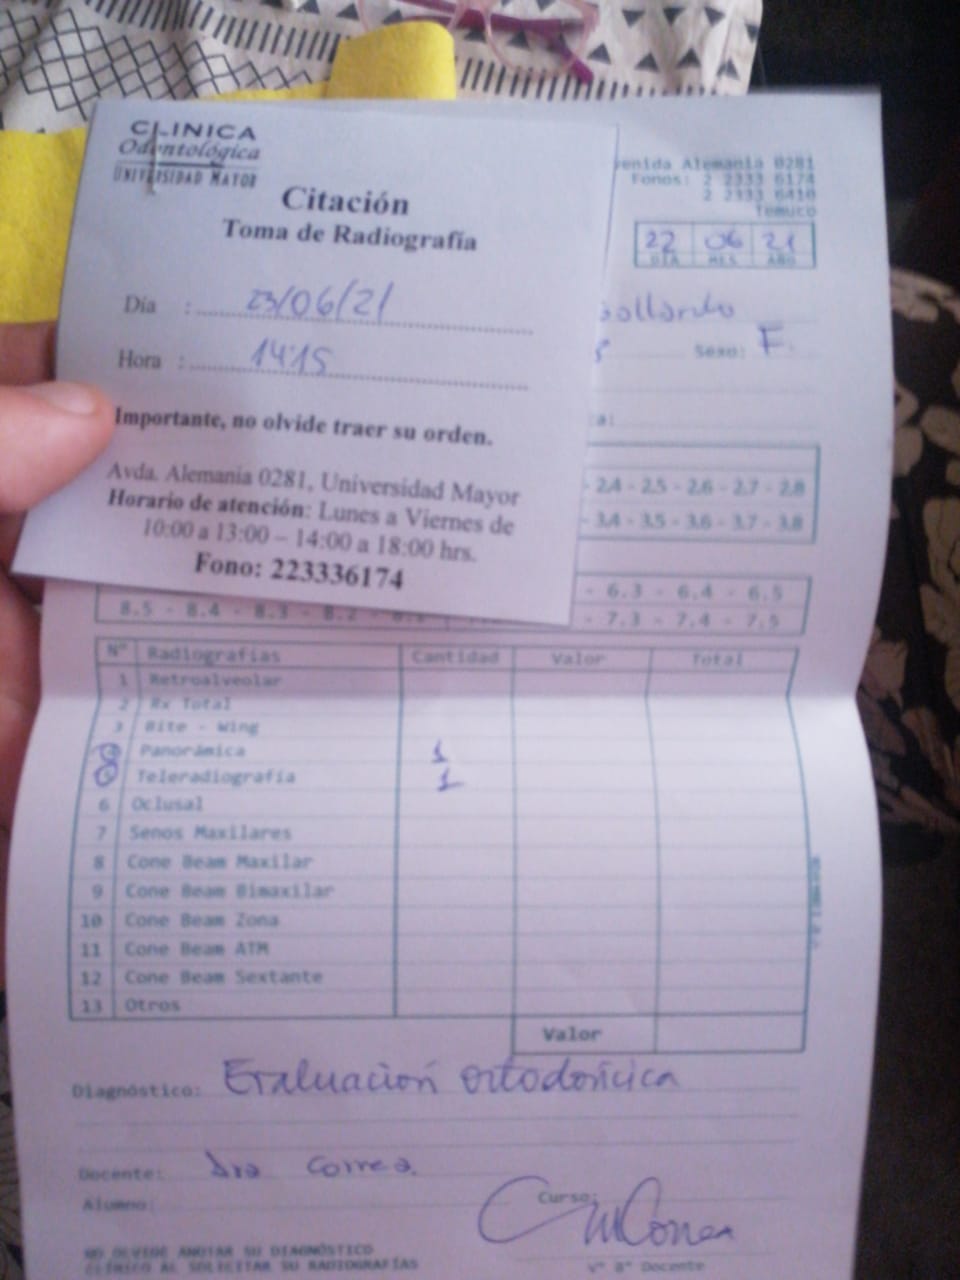 CLINICA
Odontológica
UNIVERSIDAD MAYOR
Citación
Toma de Radiografía
Día : 23/06/21
Hora : 14:15
Importante, no olvide traer su orden.
Avda. Alemania 0281, Universidad Mayor
Horario de atención: Lunes a Viernes de
10:00 a 13:00 – 14:00 a 18:00 hrs.
Fono: 223336174
venida Alemania 0281
Fonos: 2 2333 6174
2 2333 6410
Temuco
22 06 21
DIA MES AÑO
Gallardo
Sexo: F.
- 2.4 - 2.5 - 2.6 - 2.7 - 2.8
- 3.4 - 3.5 - 3.6 - 3.7 - 3.8
- 6.3 - 6.4 - 6.5
8.5 - 8.4 - 8.3 - 8.2 - - 7.3 - 7.4 - 7.5
Nº Radiografías Cantidad Valor Total
1 Retroalveolar
2 Rx Total
3 Bite - Wing
Panorámica 1
Teleradiografía 1
6 Oclusal
7 Senos Maxilares
8 Cone Beam Maxilar
9 Cone Beam Bimaxilar
10 Cone Beam Zona
11 Cone Beam ATM
12 Cone Beam Sextante
13 Otros
Valor
Diagnóstico: Evaluación ortodóncica
Docente: Dra Correa.
Alumno: Curso:
NO OLVIDE ANOTAR SU DIAGNÓSTICO
CLÍNICO AL SOLICITAR SU RADIOGRAFÍAS
Vº Bº Docente